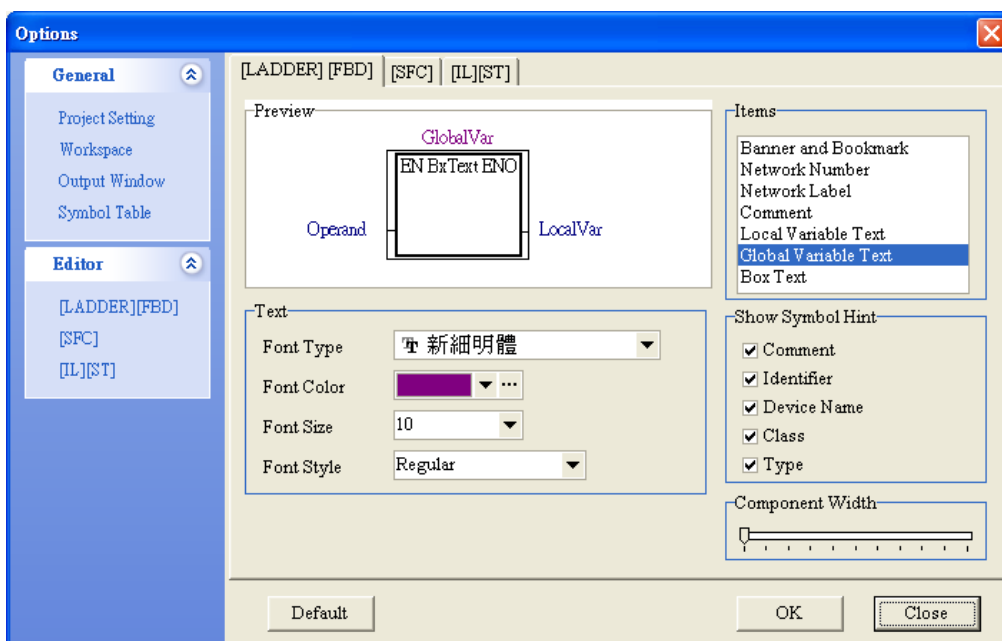 Options
General
Project Setting
Workspace
Output Window
Symbol Table
Editor
[LADDER][FBD]
[SFC]
[IL][ST]
[LADDER] [FBD]
[SFC]
[IL][ST]
Preview
GlobalVar
EN BxText ENO
Operand
LocalVar
Text
Font Type
新細明體
Font Color
Font Size
10
Font Style
Regular
Items
Banner and Bookmark
Network Number
Network Label
Comment
Local Variable Text
Global Variable Text
Box Text
Show Symbol Hint
Comment
Identifier
Device Name
Class
Type
Component Width
Default
OK
Close